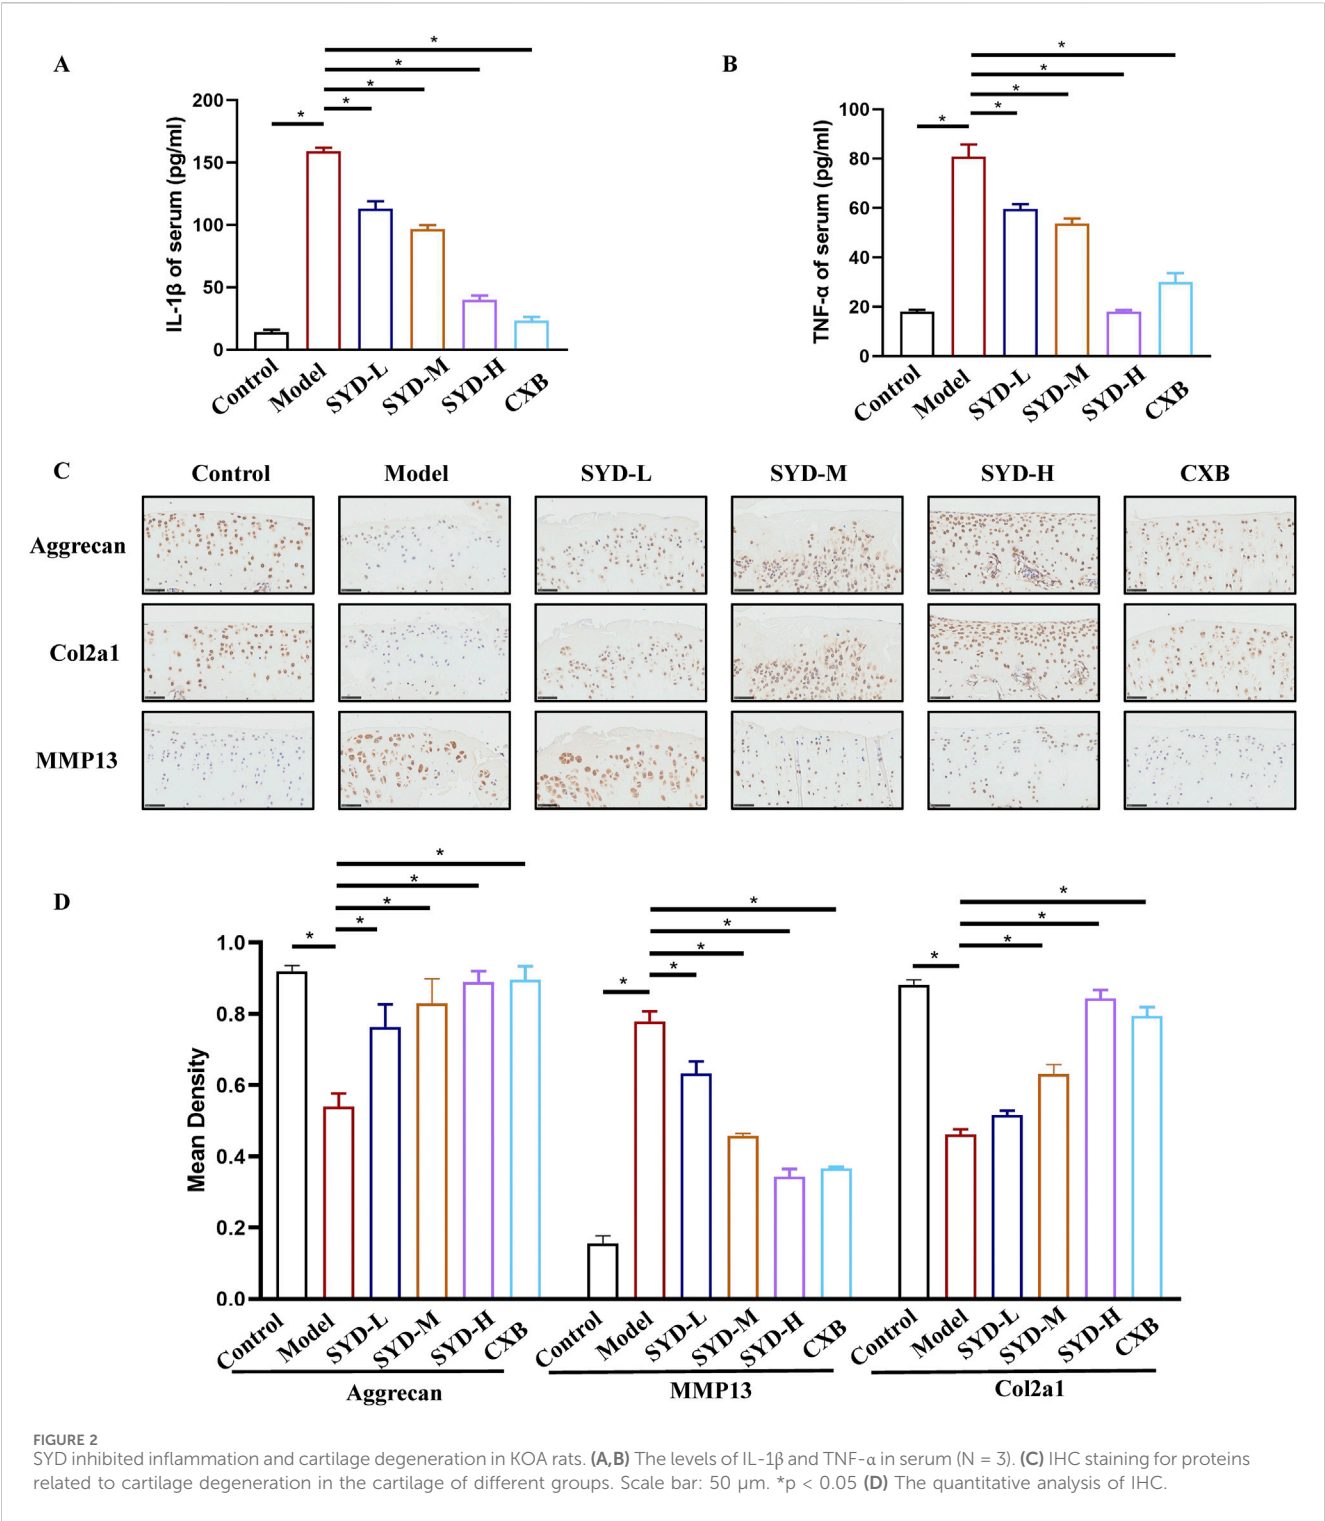 A
*
*
*
*
*
200
150
100
50
0
IL-1β of serum (pg/ml)
Control
Model
SYD-L
SYD-M
SYD-H
CXB
B
*
*
*
*
*
100
80
60
40
20
0
TNF-α of serum (pg/ml)
Control
Model
SYD-L
SYD-M
SYD-H
CXB
C
Control Model SYD-L SYD-M SYD-H CXB
Aggrecan
Col2a1
MMP13
D
*
*
*
*
*
*
*
*
*
*
*
*
*
*
1.0
0.8
0.6
0.4
0.2
0.0
Mean Density
Control
Model
SYD-L
SYD-M
SYD-H
CXB
Control
Model
SYD-L
SYD-M
SYD-H
CXB
Control
Model
SYD-L
SYD-M
SYD-H
CXB
Aggrecan
MMP13
Col2a1
FIGURE 2
SYD inhibited inflammation and cartilage degeneration in KOA rats. (A,B) The levels of IL-1β and TNF-α in serum (N = 3). (C) IHC staining for proteins
related to cartilage degeneration in the cartilage of different groups. Scale bar: 50 µm. *p < 0.05 (D) The quantitative analysis of IHC.